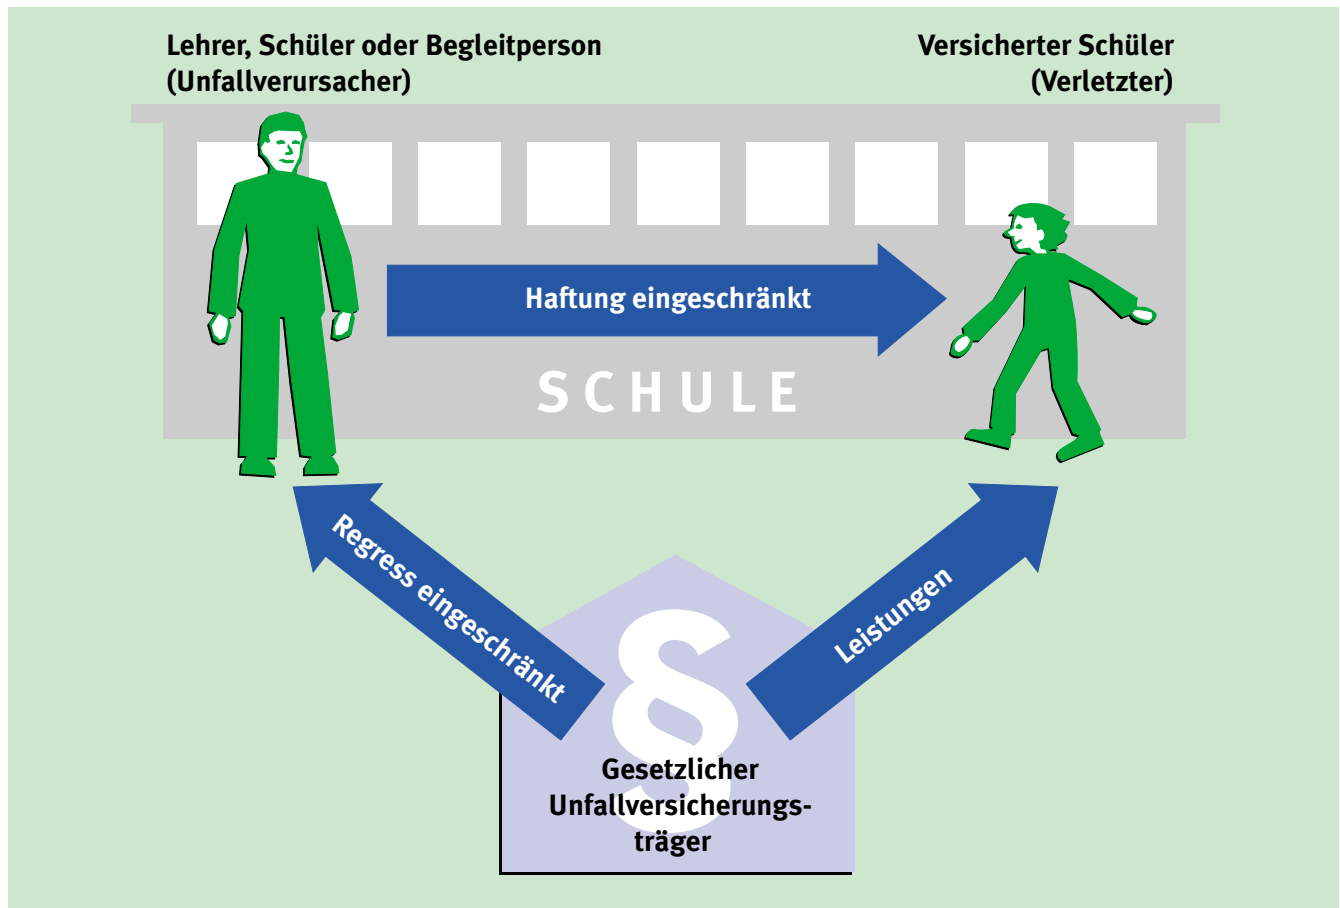 Lehrer, Schüler oder Begleitperson
(Unfallverursacher)
Versicherter Schüler
(Verletzter)
Haftung eingeschränkt
SCHULE
Regress eingeschränkt
Leistungen
§
Gesetzlicher
Unfallversicherungs-
träger